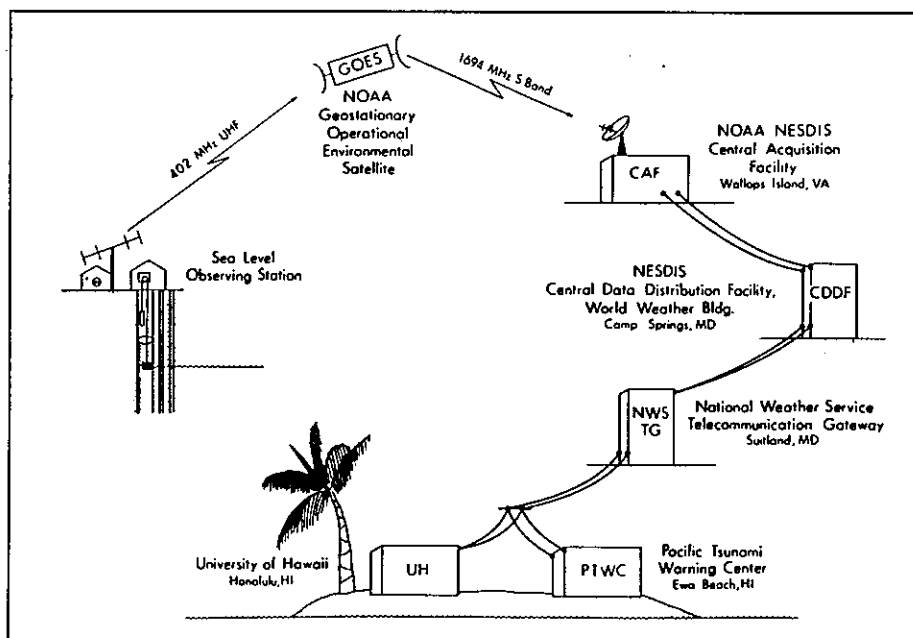 GOES
NOAA
Geostationary
Operational
Environmental
Satellite
402 MHz UHF
1694 MHz S Band
NOAA NESDIS
Central Acquisition
Facility
Wallops Island, VA
CAF
Sea Level
Observing Station
NESDIS
Central Data Distribution Facility,
World Weather Bldg.
Camp Springs, MD
CDDF
NWS
TG
National Weather Service
Telecommunication Gateway
Suitland, MD
University of Hawaii
Honolulu, HI
UH
PTWC
Pacific Tsunami
Warning Center
Ewa Beach, HI